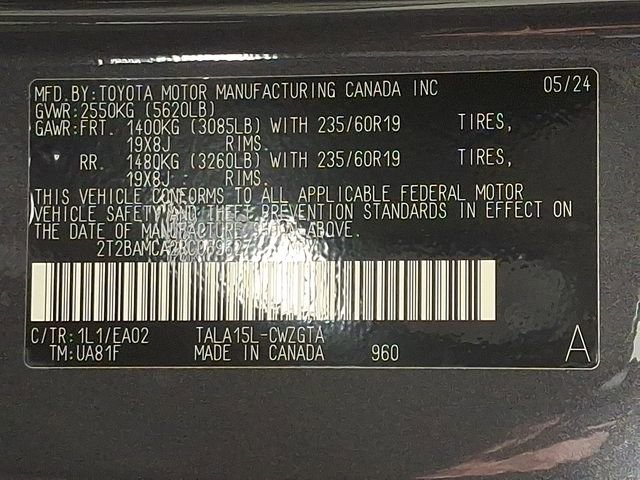 MFD.BY:TOYOTA MOTOR MANUFACTURING CANADA INC 05/24
GVWR:2550KG (5620LB)
GAWR:FRT. 1400KG (3085LB) WITH 235/60R19 TIRES,
19X8J RIMS.
RR. 1480KG (3260LB) WITH 235/60R19 TIRES,
19X8J RIMS.
THIS VEHICLE CONFORMS TO ALL APPLICABLE FEDERAL MOTOR
VEHICLE SAFETY AND THEFT PREVENTION STANDARDS IN EFFECT ON
THE DATE OF MANUFACTURE SHOWN ABOVE.
C/TR:1L1/EA02 TALA15L-CWZGTA
TM:UA81F MADE IN CANADA 960
A